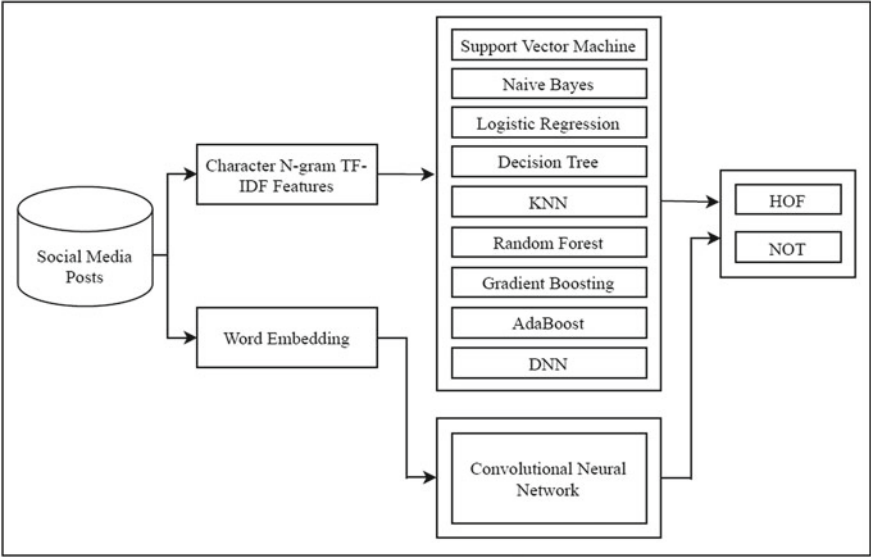 Social Media
Posts
Character N-gram TF-
IDF Features
Word Embedding
Support Vector Machine
Naive Bayes
Logistic Regression
Decision Tree
KNN
Random Forest
Gradient Boosting
AdaBoost
DNN
Convolutional Neural
Network
HOF
NOT